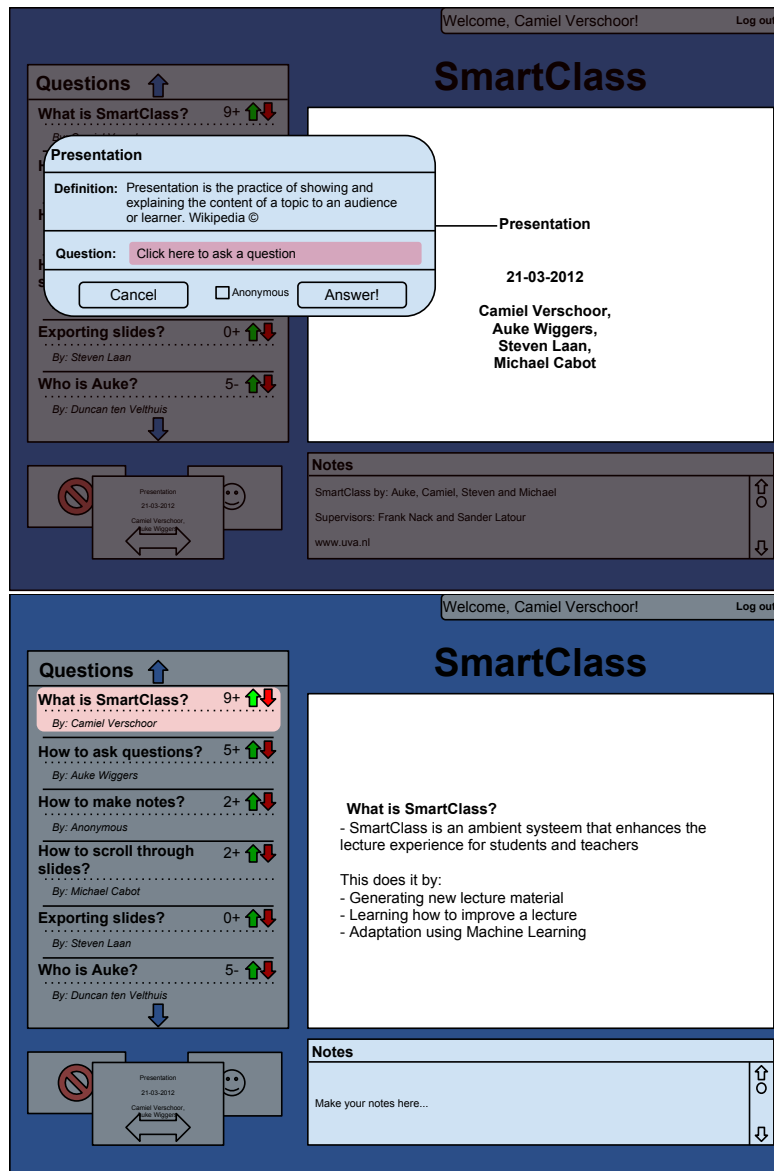 Welcome, Camiel Verschoor!
Log out
SmartClass
Questions
What is SmartClass? 9+
Presentation
Definition: Presentation is the practice of showing and
explaining the content of a topic to an audience
or learner. Wikipedia ©
Question: Click here to ask a question
Cancel
Anonymous
Answer!
Exporting slides? 0+
By: Steven Laan
Who is Auke? 5-
By: Duncan ten Velthuis
Presentation
21-03-2012
Camiel Verschoor,
Auke Wiggers,
Steven Laan,
Michael Cabot
Presentation
21-03-2012
Camiel Verschoor,
Auke Wiggers
Notes
SmartClass by: Auke, Camiel, Steven and Michael
Supervisors: Frank Nack and Sander Latour
www.uva.nl
Welcome, Camiel Verschoor!
Log out
SmartClass
Questions
What is SmartClass? 9+
By: Camiel Verschoor
How to ask questions? 5+
By: Auke Wiggers
How to make notes? 2+
By: Anonymous
How to scroll through 2+
slides?
By: Michael Cabot
Exporting slides? 0+
By: Steven Laan
Who is Auke? 5-
By: Duncan ten Velthuis
What is SmartClass?
- SmartClass is an ambient systeem that enhances the
lecture experience for students and teachers
This does it by:
- Generating new lecture material
- Learning how to improve a lecture
- Adaptation using Machine Learning
Presentation
21-03-2012
Camiel Verschoor,
Auke Wiggers
Notes
Make your notes here...